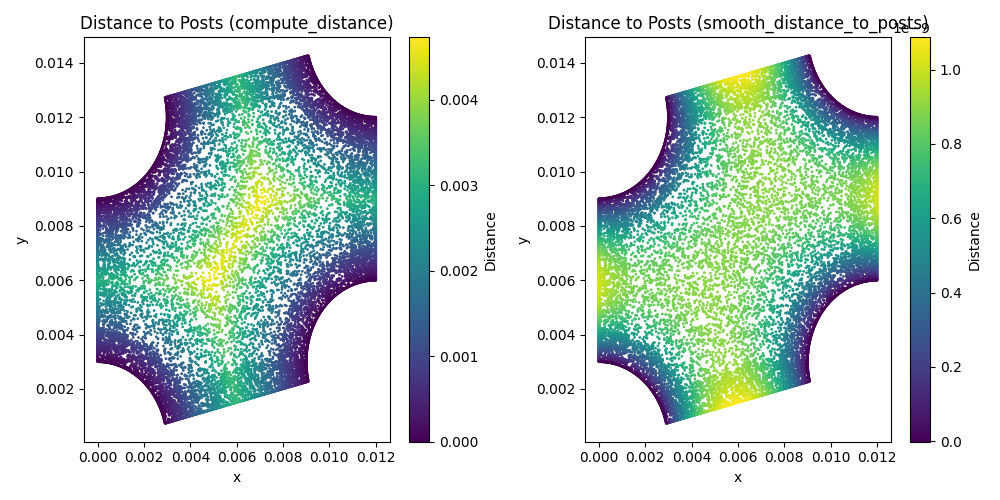 Distance to Posts (compute_distance)
0.014
0.012
0.010
0.008
0.006
0.004
0.002
y
0.000 0.002 0.004 0.006 0.008 0.010 0.012
x
0.004
0.003
0.002
0.001
0.000
Distance
Distance to Posts (smooth_distance_to_posts)
1e−9
0.014
0.012
0.010
0.008
0.006
0.004
0.002
y
0.000 0.002 0.004 0.006 0.008 0.010 0.012
x
1.0
0.8
0.6
0.4
0.2
0.0
Distance